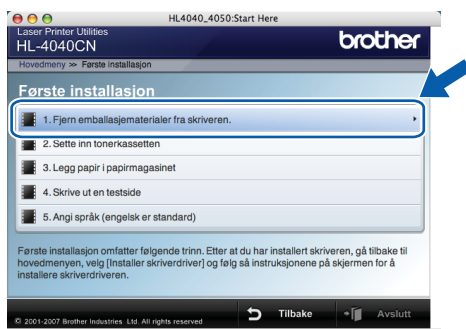 HL4040_4050:Start Here
Laser Printer Utilities
HL-4040CN
brother
Hovedmeny >> Første installasjon
Første installasjon
1. Fjern emballasjematerialer fra skriveren.
2. Sette inn tonerkassetten
3. Legg papir i papirmagasinet
4. Skrive ut en testside
5. Angi språk (engelsk er standard)
Første installasjon omfatter følgende trinn. Etter at du har installert skriveren, gå tilbake til
hovedmenyen, velg [Installer skriverdriver] og følg så instruksjonene på skjermen for å
installere skriverdriveren.
© 2001-2007 Brother Industries Ltd. All rights reserved
Tilbake
Avslutt